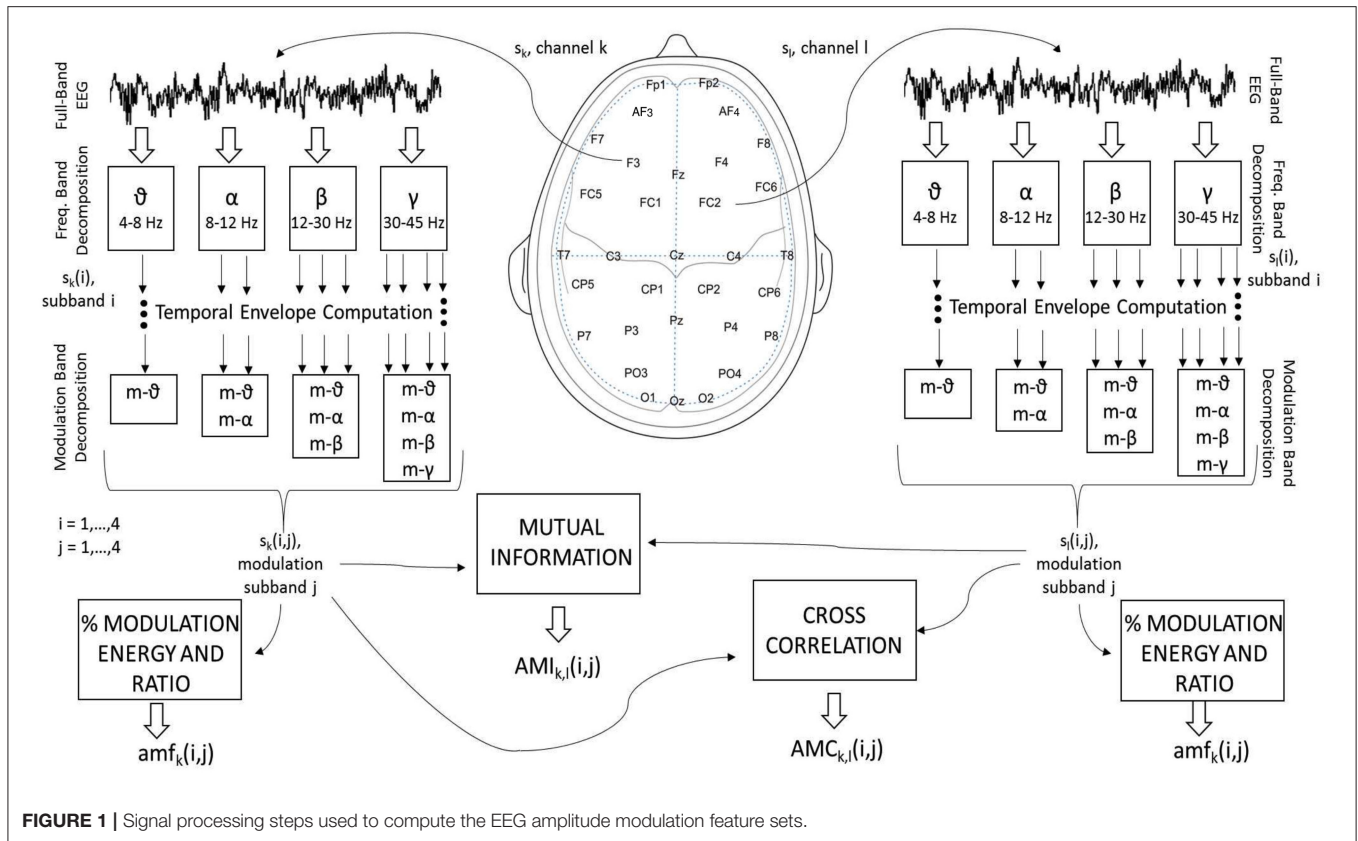 sk, channel k
sl, channel l
Full-Band
EEG
Freq. Band
Decomposition
ϑ
4-8 Hz
α
8-12 Hz
β
12-30 Hz
γ
30-45 Hz
sk(i),
subband i
Temporal Envelope Computation
Modulation Band
Decomposition
m-ϑ
m-ϑ
m-α
m-ϑ
m-α
m-β
m-ϑ
m-α
m-β
m-γ
Fp1
Fp2
AF3
AF4
F7
F8
F3
F4
Fz
FC5
FC6
FC1
FC2
T7
C3
Cz
C4
T8
CP5
CP1
CP2
CP6
Pz
P7
P3
P4
P8
PO3
PO4
O1
Oz
O2
Full-Band
EEG
Freq. Band
Decomposition
ϑ
4-8 Hz
α
8-12 Hz
β
12-30 Hz
γ
30-45 Hz
sl(i),
subband i
Temporal Envelope Computation
Modulation Band
Decomposition
m-ϑ
m-ϑ
m-α
m-ϑ
m-α
m-β
m-ϑ
m-α
m-β
m-γ
i = 1,...,4
j = 1,...,4
sk(i,j),
modulation
subband j
MUTUAL
INFORMATION
sl(i,j),
modulation
subband j
% MODULATION
ENERGY AND
RATIO
AMIk,l(i,j)
CROSS
CORRELATION
% MODULATION
ENERGY AND
RATIO
amfk(i,j)
AMCk,l(i,j)
amfk(i,j)
FIGURE 1 | Signal processing steps used to compute the EEG amplitude modulation feature sets.